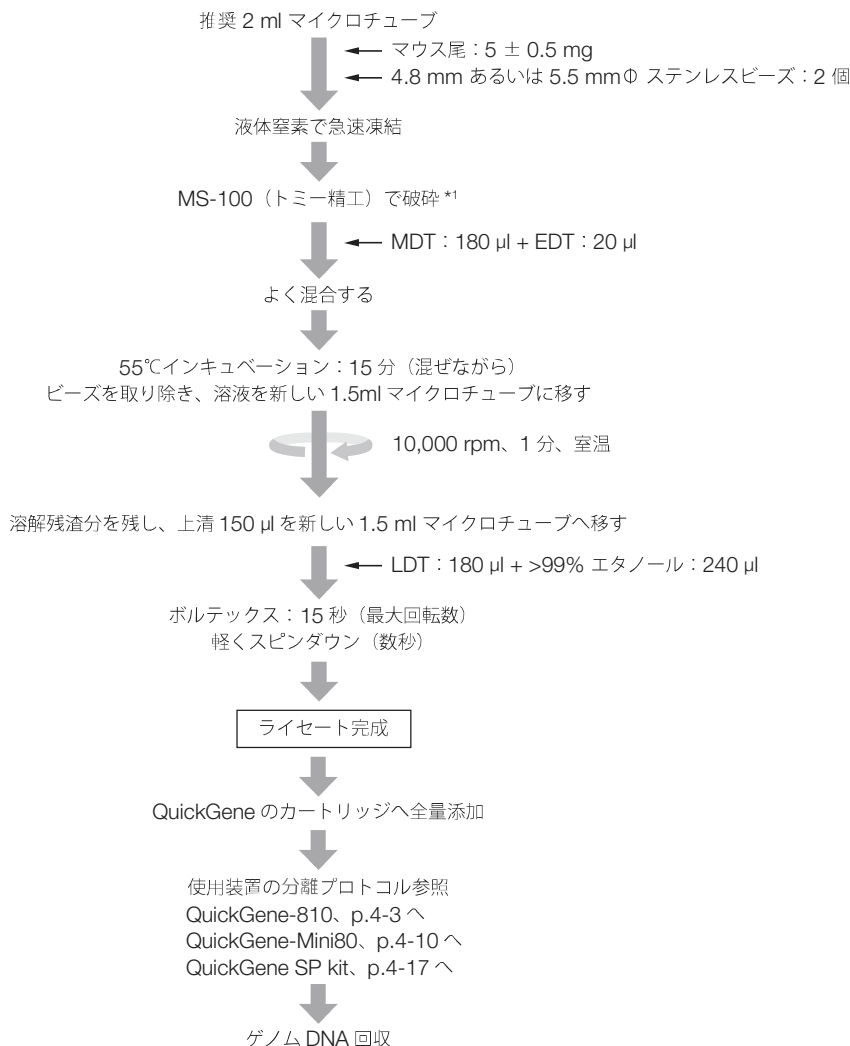 推奨 2 ml マイクロチューブ
マウス尾：5 ± 0.5 mg
4.8 mm あるいは 5.5 mmΦ ステンレスビーズ：2 個
液体窒素で急速凍結
MS-100（トミー精工）で破砕 *1
MDT：180 µl + EDT：20 µl
よく混合する
55℃インキュベーション：15 分（混ぜながら）
ビーズを取り除き、溶液を新しい 1.5ml マイクロチューブに移す
10,000 rpm、1 分、室温
溶解残渣分を残し、上清 150 µl を新しい 1.5 ml マイクロチューブへ移す
LDT：180 µl + >99% エタノール：240 µl
ボルテックス：15 秒（最大回転数）
軽くスピンダウン（数秒）
ライセート完成
QuickGene のカートリッジへ全量添加
使用装置の分離プロトコル参照
QuickGene-810、p.4-3 へ
QuickGene-Mini80、p.4-10 へ
QuickGene SP kit、p.4-17 へ
ゲノム DNA 回収